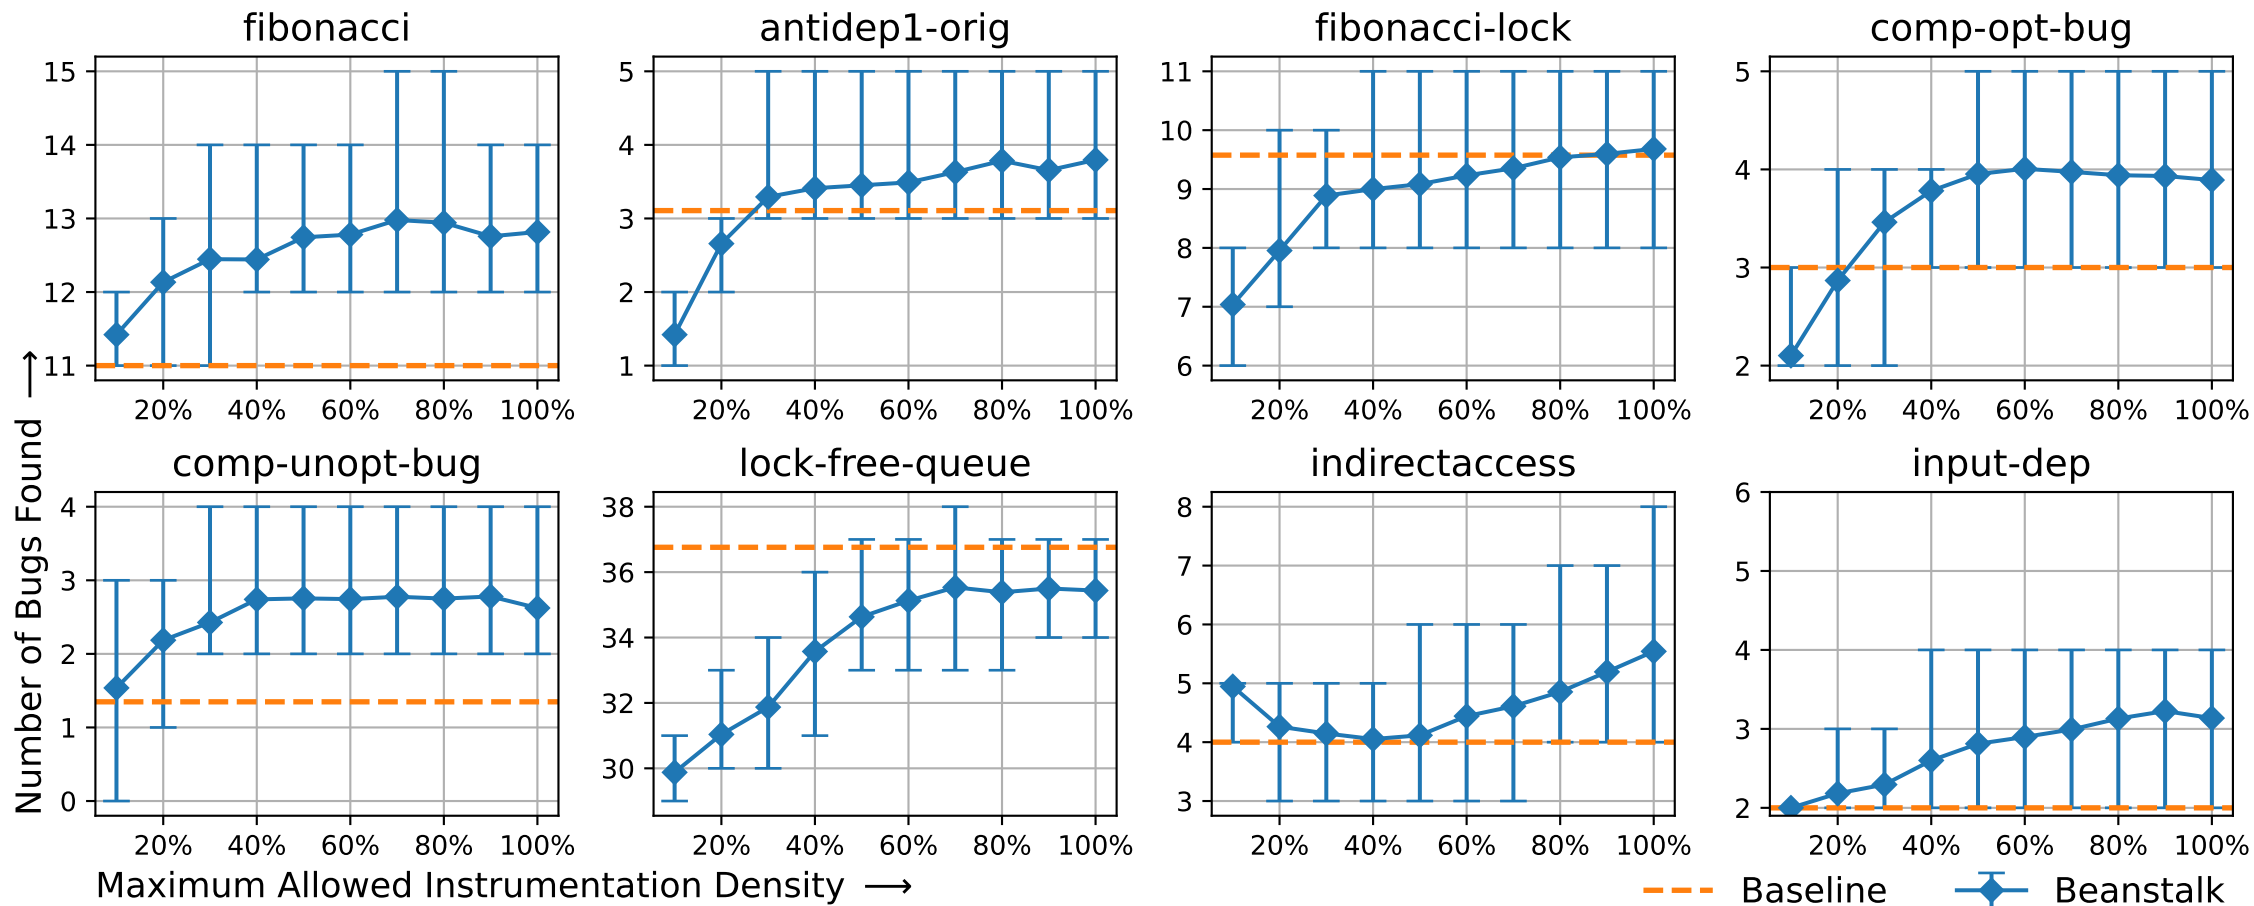 fibonacci
15
14
13
12
11
20% 40% 60% 80% 100%
antidep1-orig
5
4
3
2
1
20% 40% 60% 80% 100%
fibonacci-lock
11
10
9
8
7
6
20% 40% 60% 80% 100%
comp-opt-bug
5
4
3
2
20% 40% 60% 80% 100%
comp-unopt-bug
4
3
2
1
0
20% 40% 60% 80% 100%
lock-free-queue
38
36
34
32
30
20% 40% 60% 80% 100%
indirectaccess
8
7
6
5
4
3
20% 40% 60% 80% 100%
input-dep
6
5
4
3
2
20% 40% 60% 80% 100%
Number of Bugs Found ⟶
Maximum Allowed Instrumentation Density ⟶
Baseline
Beanstalk